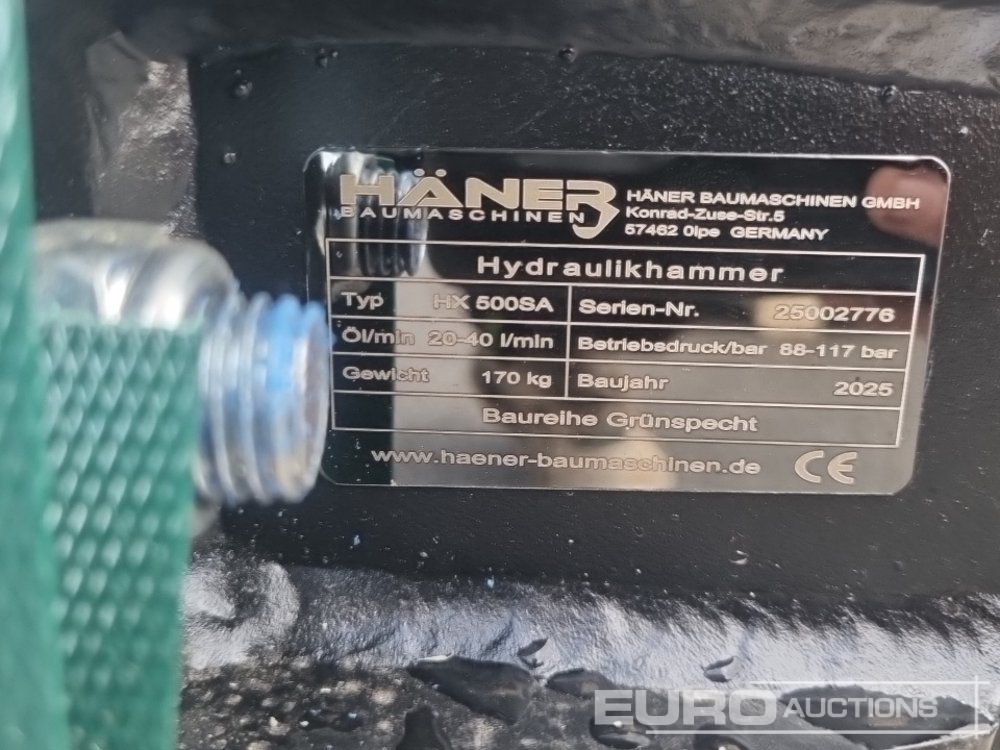 HÄNER
BAUMASCHINEN
HÄNER BAUMASCHINEN GMBH
Konrad-Zuse-Str.5
57462 Olpe GERMANY
Hydraulikhammer
Typ HX 500SA Serien-Nr. 25002776
Öl/min 20-40 l/min Betriebsdruck/bar 88-117 bar
Gewicht 170 kg Baujahr 2025
Baureihe Grünspecht
www.haener-baumaschinen.de CE
EURO AUCTIONS